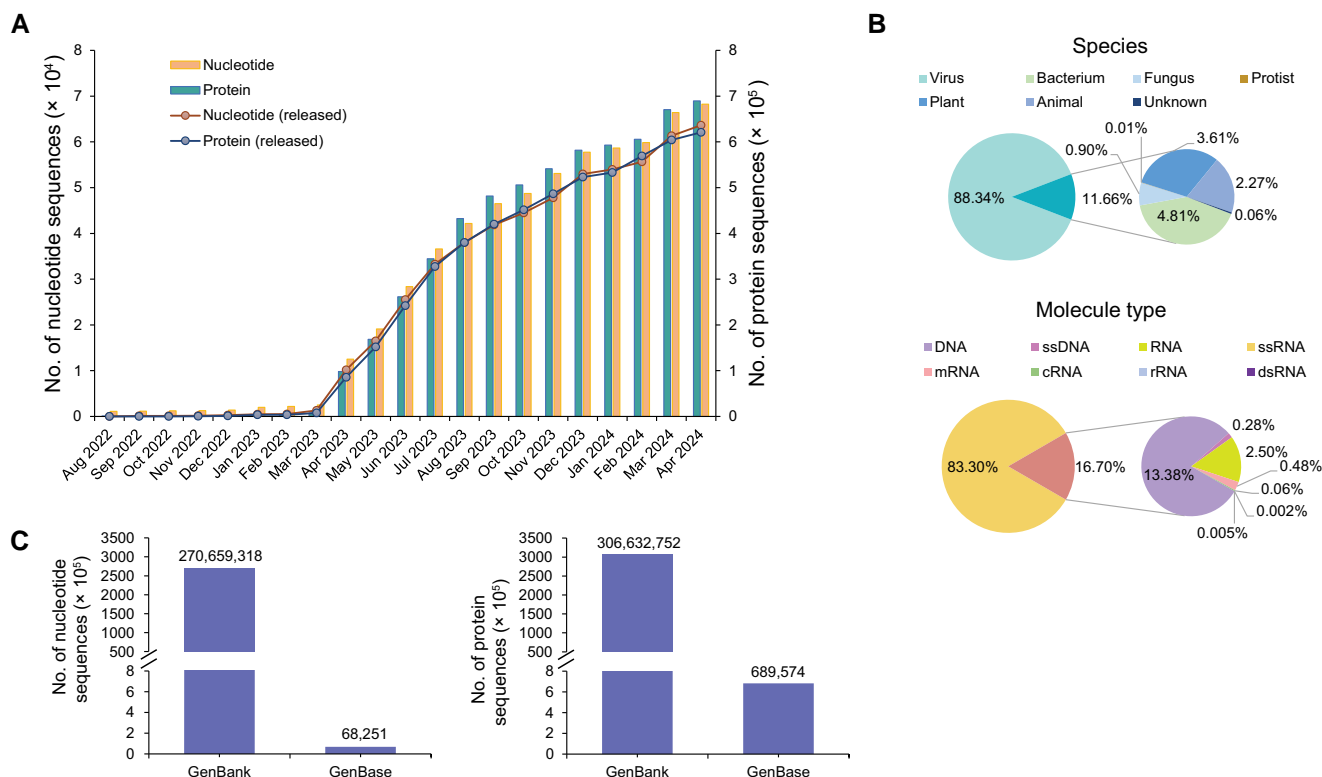 A
No. of nucleotide sequences (× 10⁴)
8
7
6
5
4
3
2
1
0
Nucleotide
Protein
Nucleotide (released)
Protein (released)
8
7
6
5
4
3
2
1
0
No. of protein sequences (× 10⁵)
Aug 2022
Sep 2022
Oct 2022
Nov 2022
Dec 2022
Jan 2023
Feb 2023
Mar 2023
Apr 2023
May 2023
Jun 2023
Jul 2023
Aug 2023
Sep 2023
Oct 2023
Nov 2023
Dec 2023
Jan 2024
Feb 2024
Mar 2024
Apr 2024
B
Species
Virus Bacterium Fungus Protist
Plant Animal Unknown
88.34%
11.66%
0.01%
0.90%
3.61%
2.27%
0.06%
4.81%
Molecule type
DNA ssDNA RNA ssRNA
mRNA cRNA rRNA dsRNA
83.30%
16.70%
13.38%
0.28%
2.50%
0.48%
0.06%
0.002%
0.005%
C
No. of nucleotide
sequences (× 10⁵)
3500
3000
2500
2000
1500
1000
500
8
6
4
2
0
270,659,318
68,251
GenBank GenBase
No. of protein
sequences (× 10⁵)
3500
3000
2500
2000
1500
1000
500
8
6
4
2
0
306,632,752
689,574
GenBank GenBase